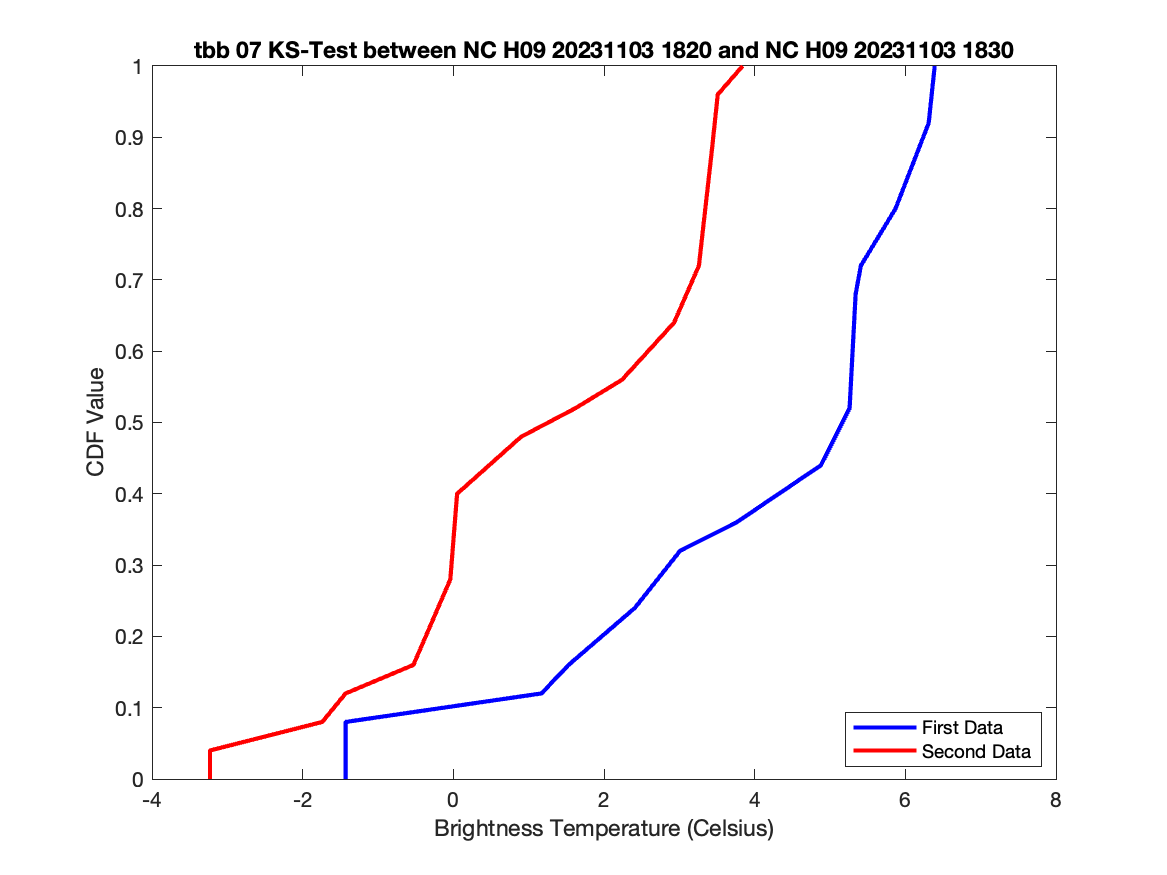 tbb 07 KS-Test between NC H09 20231103 1820 and NC H09 20231103 1830
1
0.9
0.8
0.7
0.6
0.5
0.4
0.3
0.2
0.1
0
CDF Value
First Data
Second Data
-4 -2 0 2 4 6 8
Brightness Temperature (Celsius)